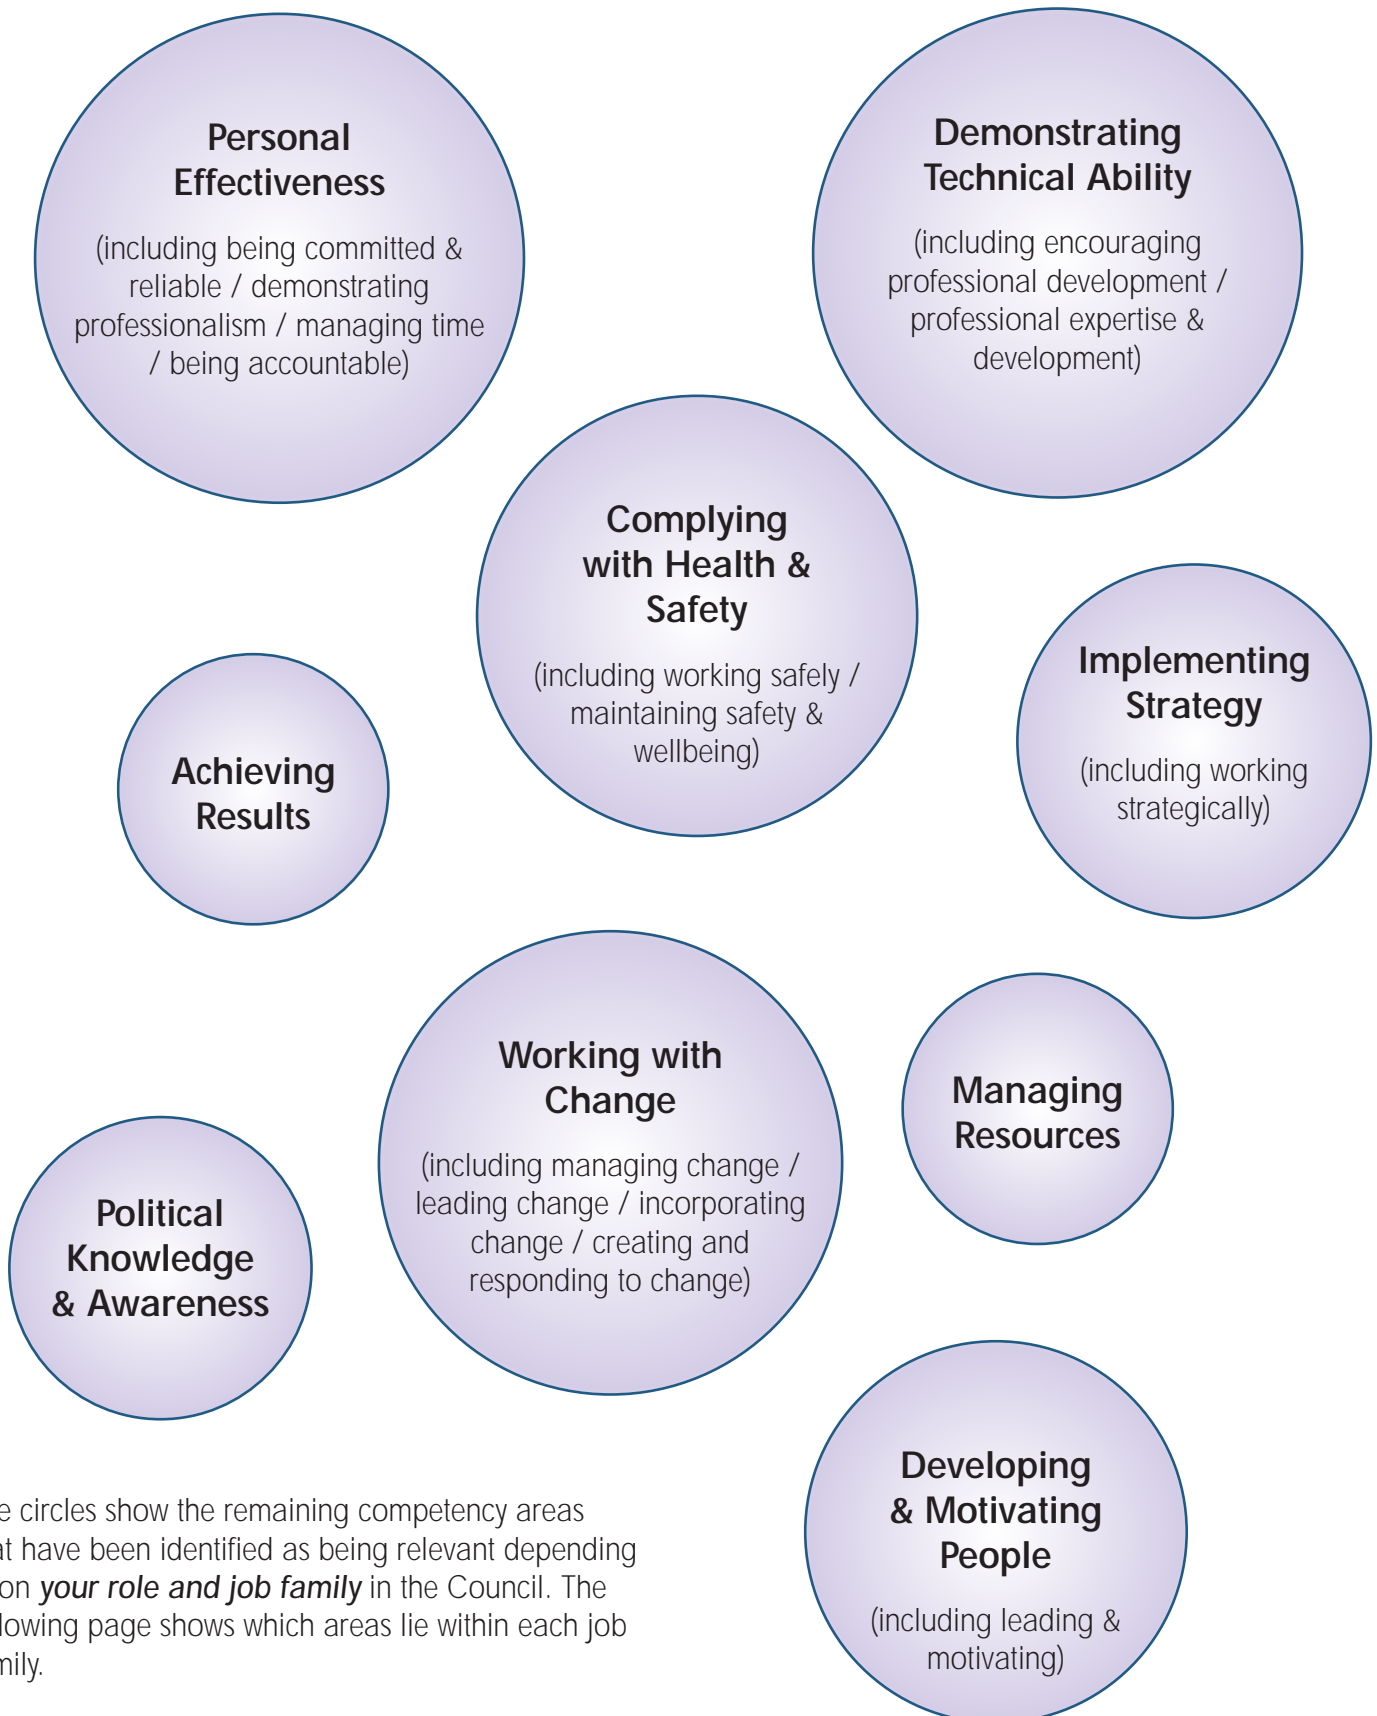 Personal
Effectiveness
(including being committed &
reliable / demonstrating
professionalism / managing time
/ being accountable)
Demonstrating
Technical Ability
(including encouraging
professional development /
professional expertise &
development)
Complying
with Health &
Safety
(including working safely /
maintaining safety &
wellbeing)
Implementing
Strategy
(including working
strategically)
Achieving
Results
Working with
Change
(including managing change /
leading change / incorporating
change / creating and
responding to change)
Managing
Resources
Political
Knowledge
& Awareness
Developing
& Motivating
People
(including leading &
motivating)
e circles show the remaining competency areas
at have been identified as being relevant depending
on your role and job family in the Council. The
lowing page shows which areas lie within each job
mily.